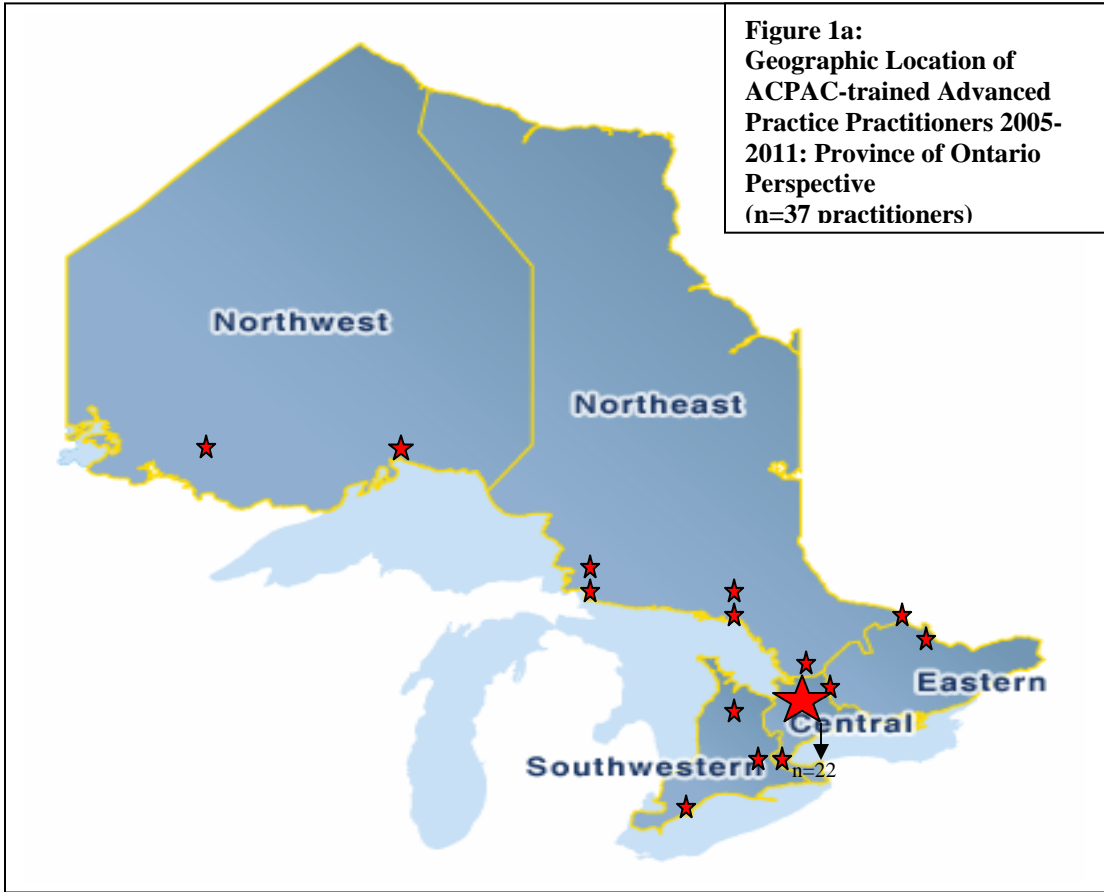 Figure 1a:
Geographic Location of
ACPAC-trained Advanced
Practice Practitioners 2005-
2011: Province of Ontario
Perspective
(n=37 practitioners)
Northwest
Northeast
Eastern
Central
Southwestern
n=22